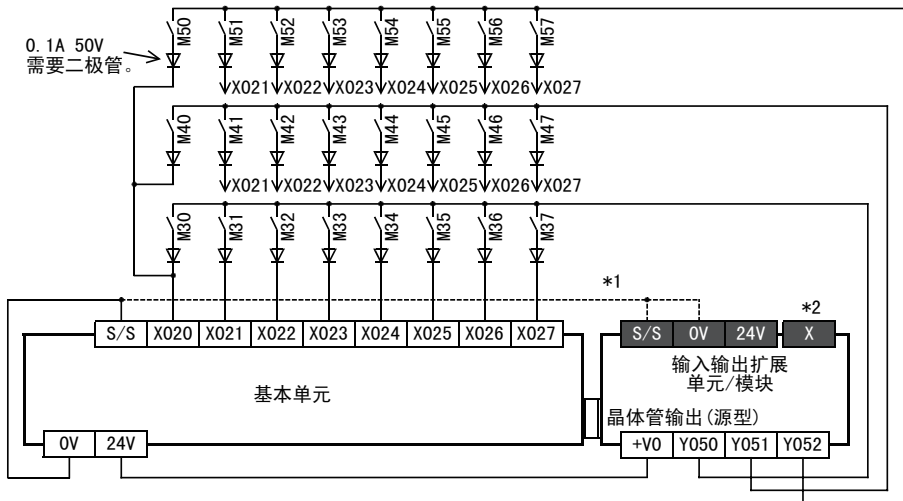 M50 M51 M52 M53 M54 M55 M56 M57
0.1A 50V
需要二极管。
X021 X022 X023 X024 X025 X026 X027
M40 M41 M42 M43 M44 M45 M46 M47
X021 X022 X023 X024 X025 X026 X027
M30 M31 M32 M33 M34 M35 M36 M37
*1
*2
S/S X020 X021 X022 X023 X024 X025 X026 X027
S/S 0V 24V X
输入输出扩展
单元/模块
基本单元
晶体管输出(源型)
0V 24V
+V0 Y050 Y051 Y052